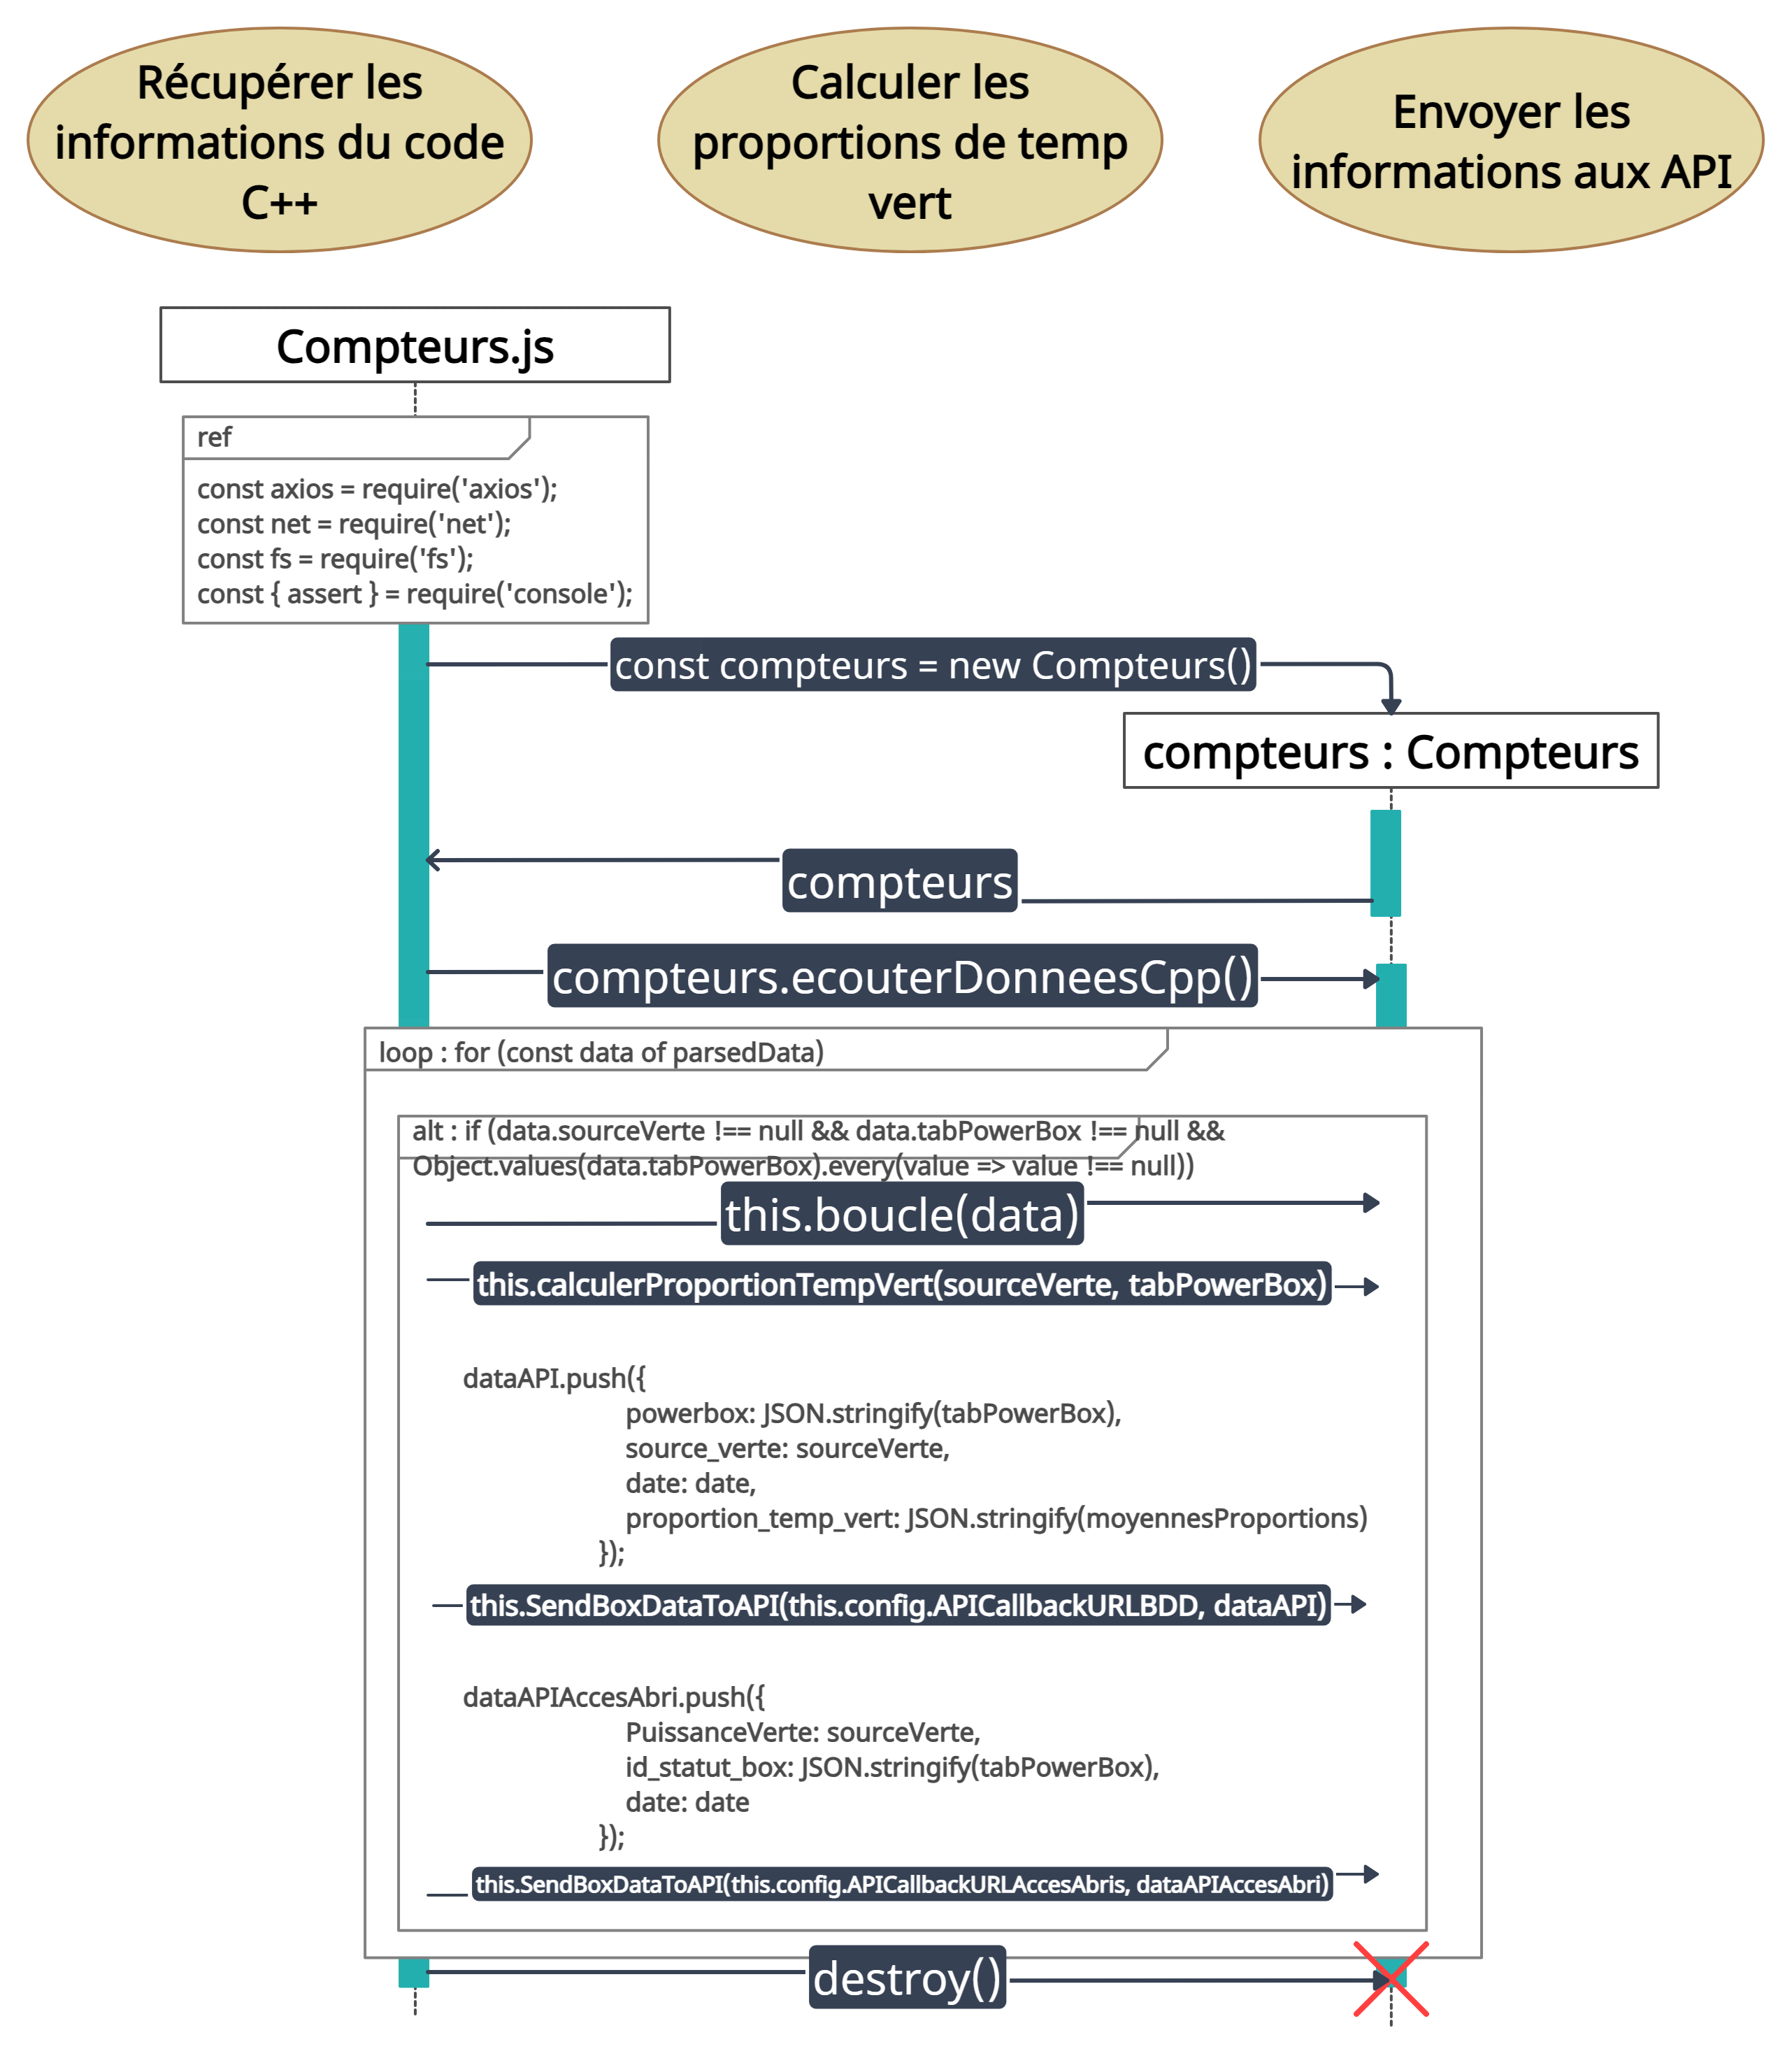 Récupérer les
informations du code
C++
Calculer les
proportions de temp
vert
Envoyer les
informations aux API
Compteurs.js
ref
const axios = require('axios');
const net = require('net');
const fs = require('fs');
const { assert } = require('console');
const compteurs = new Compteurs()
compteurs : Compteurs
compteurs
compteurs.ecouterDonneesCpp()
loop : for (const data of parsedData)
alt : if (data.sourceVerte !== null && data.tabPowerBox !== null &&
Object.values(data.tabPowerBox).every(value => value !== null))
this.boucle(data)
this.calculerProportionTempVert(sourceVerte, tabPowerBox)
dataAPI.push({
powerbox: JSON.stringify(tabPowerBox),
source_verte: sourceVerte,
date: date,
proportion_temp_vert: JSON.stringify(moyennesProportions)
});
this.SendBoxDataToAPI(this.config.APICallbackURLBDD, dataAPI)
dataAPIAccesAbri.push({
PuissanceVerte: sourceVerte,
id_statut_box: JSON.stringify(tabPowerBox),
date: date
});
this.SendBoxDataToAPI(this.config.APICallbackURLAccesAbris, dataAPIAccesAbri)
destroy()